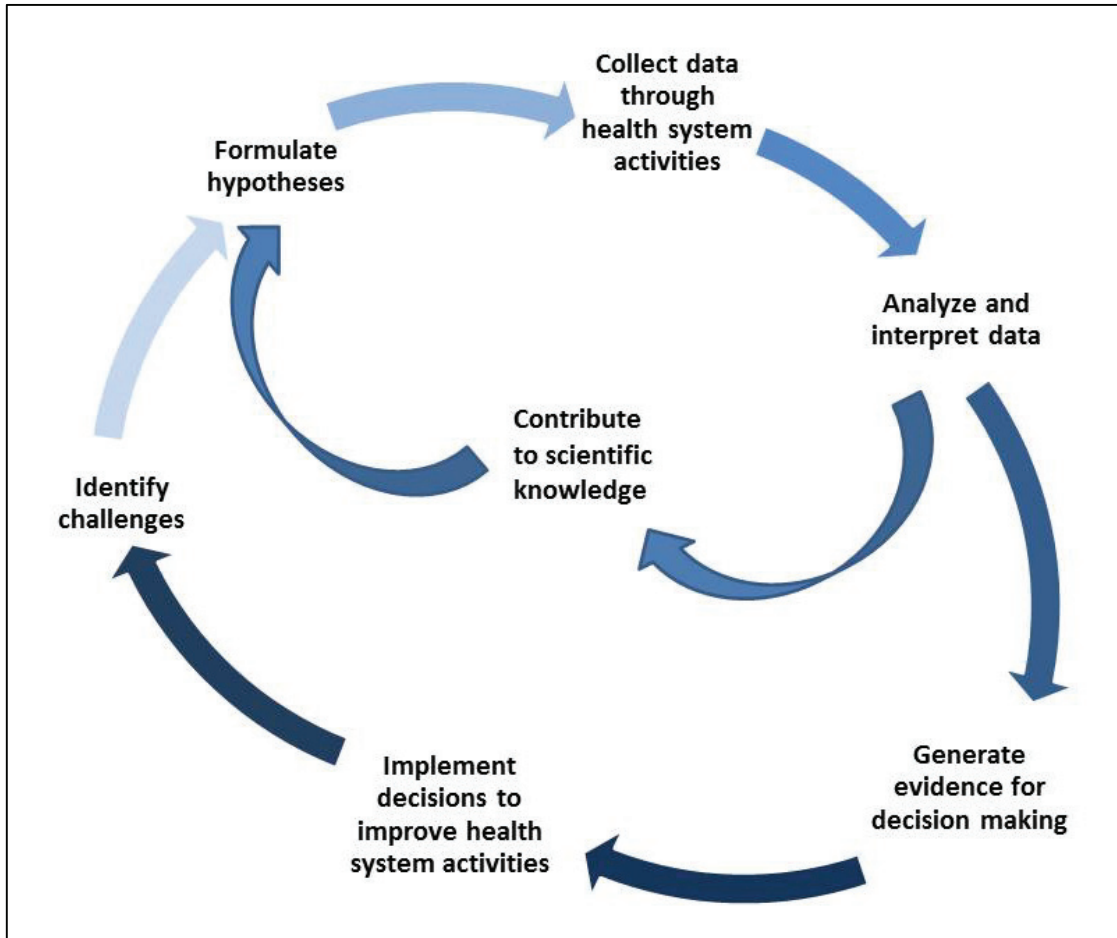 Collect data
through
health system
activities
Formulate
hypotheses
Analyze and
interpret data
Contribute
to scientific
knowledge
Identify
challenges
Generate
evidence for
decision making
Implement
decisions to
improve health
system activities